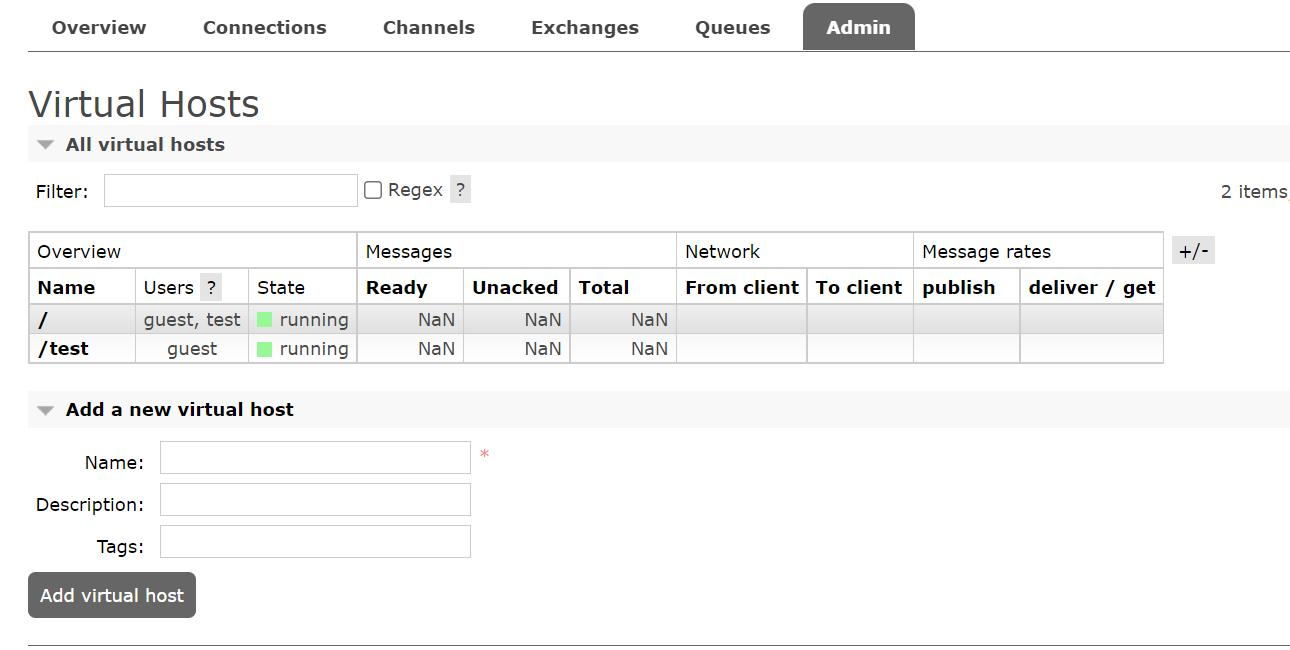 Overview Connections Channels Exchanges Queues Admin
Virtual Hosts
All virtual hosts
Filter: Regex ? 2 items,
Overview Messages Network Message rates +/-
Name Users ? State Ready Unacked Total From client To client publish deliver / get
/ guest, test running NaN NaN NaN
/test guest running NaN NaN NaN
Add a new virtual host
Name: *
Description:
Tags:
Add virtual host